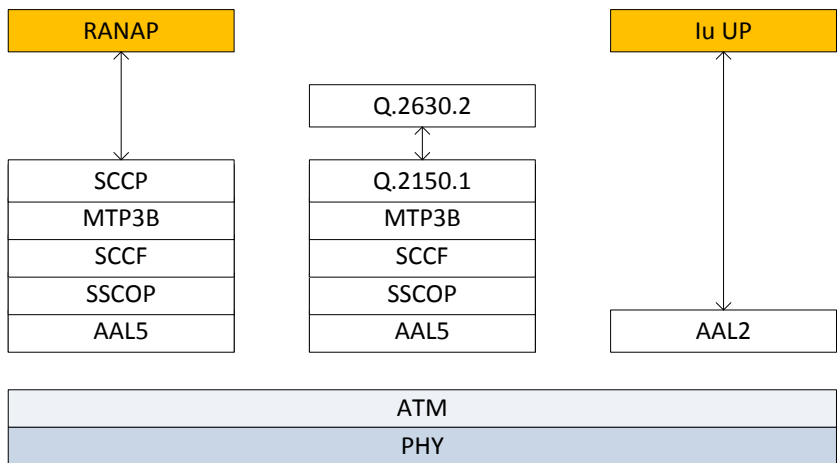 RANAP
Iu UP
Q.2630.2
SCCP
Q.2150.1
MTP3B
MTP3B
SCCF
SCCF
SSCOP
SSCOP
AAL5
AAL5
AAL2
ATM
PHY